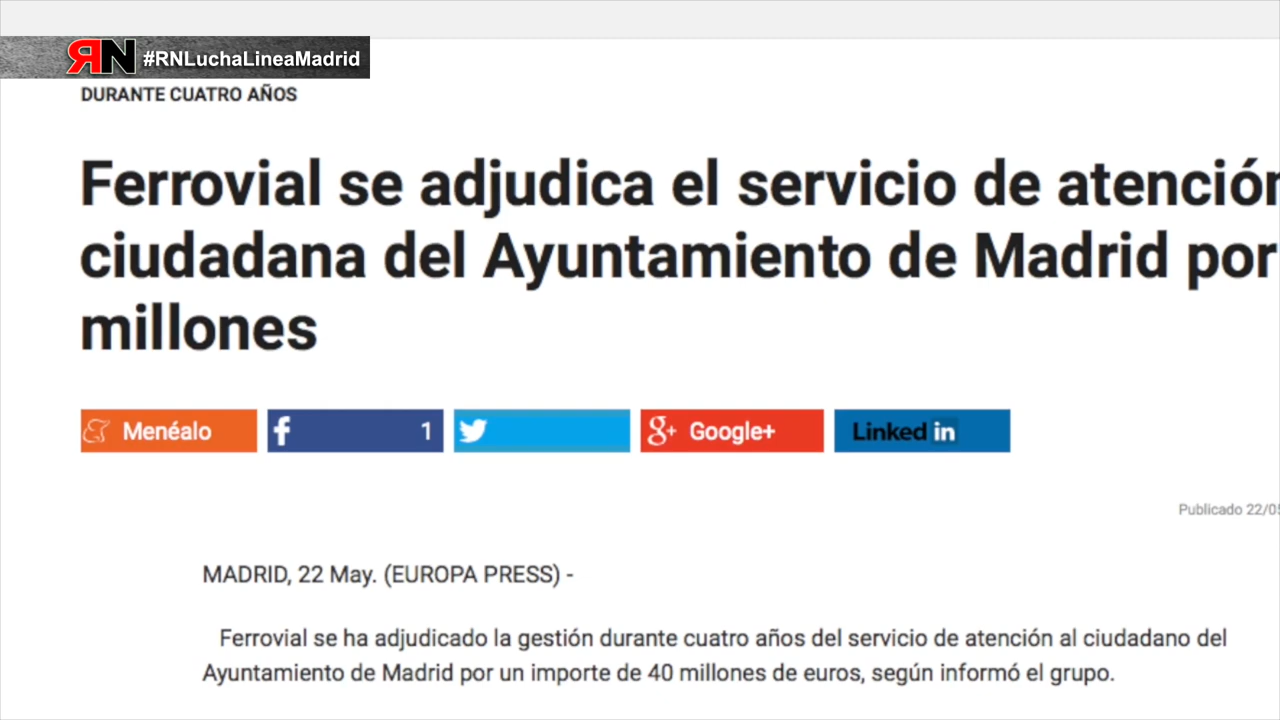 ЯN #RNLuchaLineaMadrid
DURANTE CUATRO AÑOS
Ferrovial se adjudica el servicio de atención
ciudadana del Ayuntamiento de Madrid por
millones
Menéalo f 1 g+ Google+ Linked in
Publicado 22/05
MADRID, 22 May. (EUROPA PRESS) -
Ferrovial se ha adjudicado la gestión durante cuatro años del servicio de atención al ciudadano del
Ayuntamiento de Madrid por un importe de 40 millones de euros, según informó el grupo.